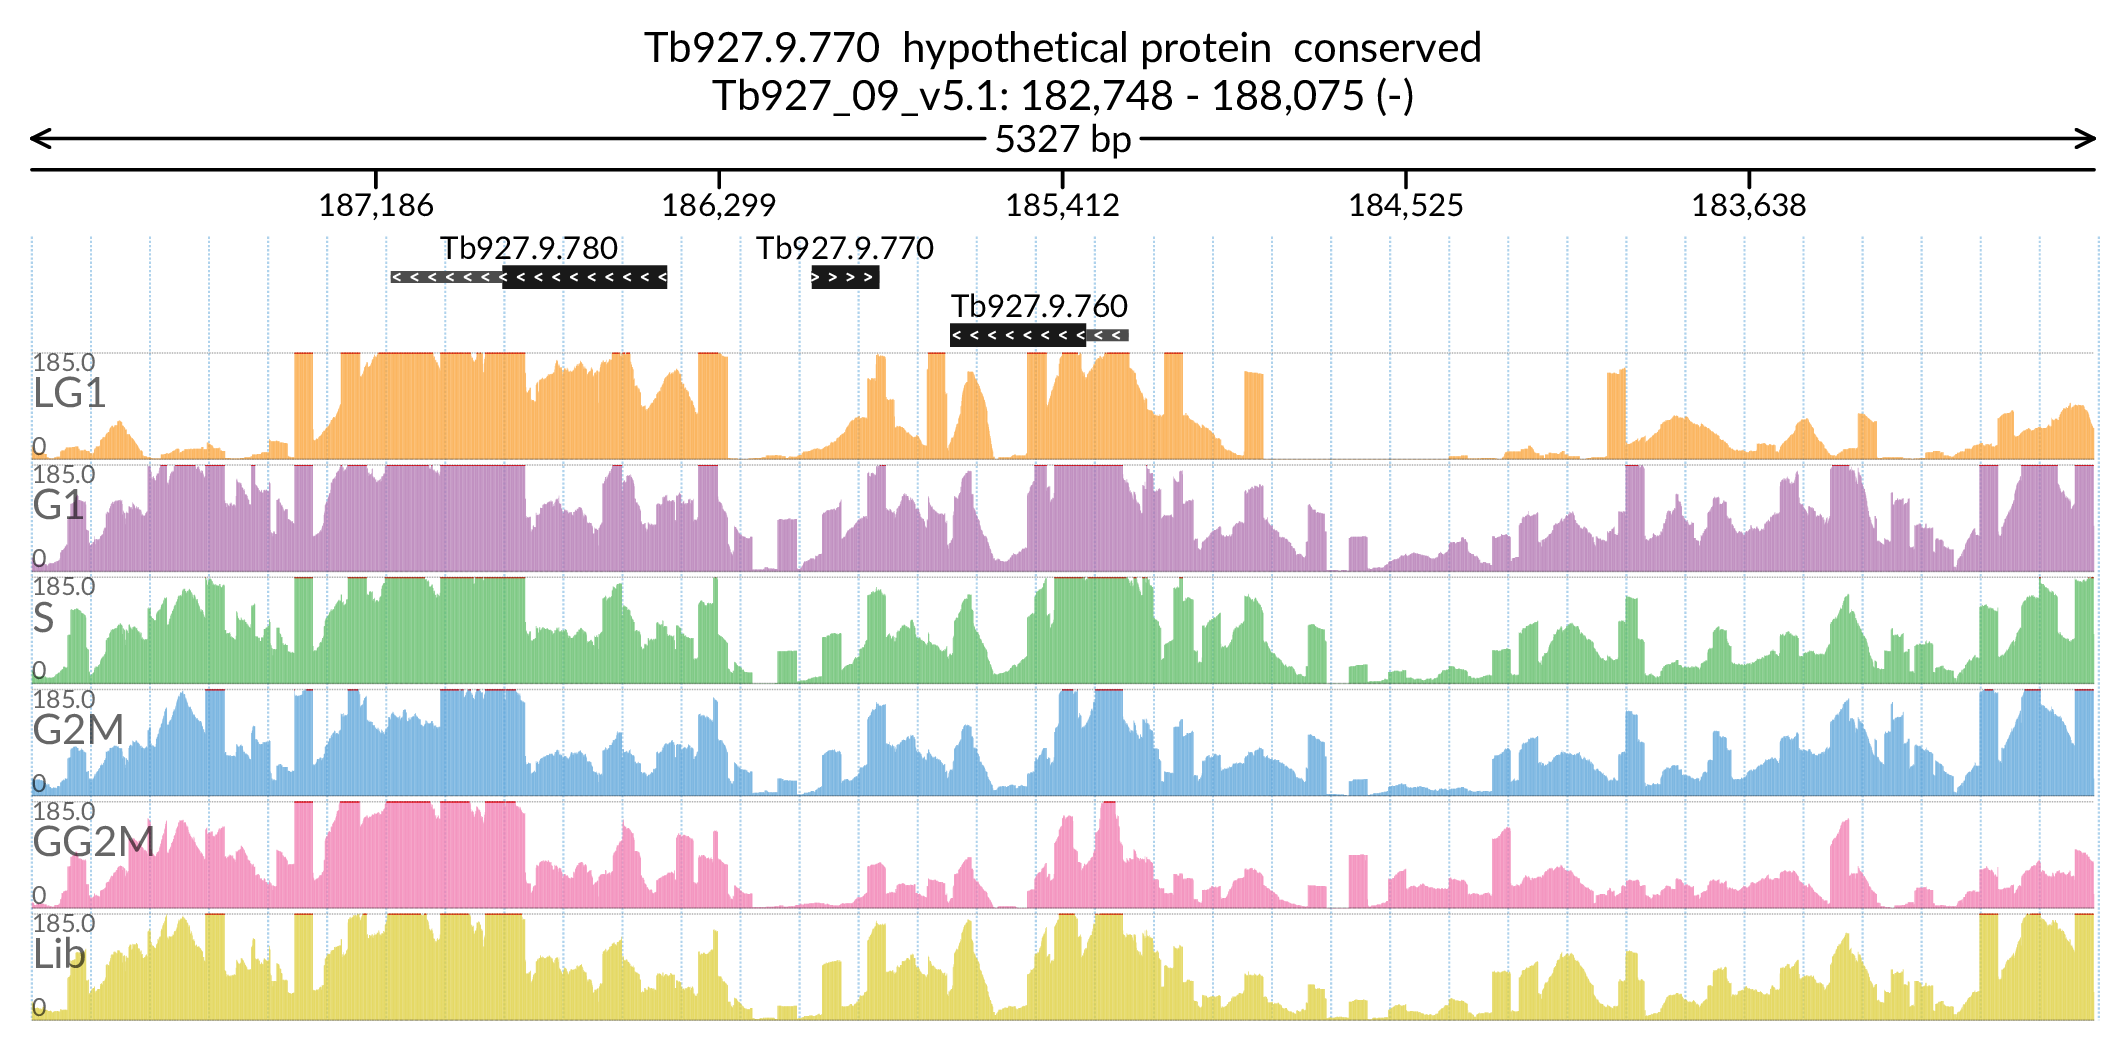 Tb927.9.770  hypothetical protein  conserved
Tb927_09_v5.1: 182,748 - 188,075 (-)
5327 bp
187,186 186,299 185,412 184,525 183,638
Tb927.9.780 Tb927.9.770
Tb927.9.760
185.0
LG1
0
185.0
G1
0
185.0
S
0
185.0
G2M
0
185.0
GG2M
0
185.0
Lib
0